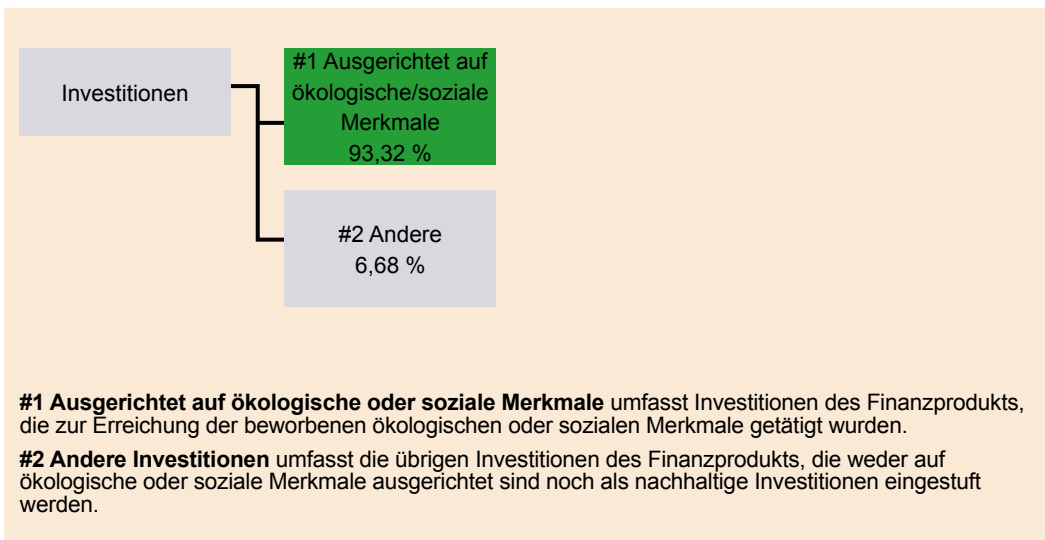 Investitionen
#1 Ausgerichtet auf
ökologische/soziale
Merkmale
93,32 %
#2 Andere
6,68 %
#1 Ausgerichtet auf ökologische oder soziale Merkmale umfasst Investitionen des Finanzprodukts,
die zur Erreichung der beworbenen ökologischen oder sozialen Merkmale getätigt wurden.
#2 Andere Investitionen umfasst die übrigen Investitionen des Finanzprodukts, die weder auf
ökologische oder soziale Merkmale ausgerichtet sind noch als nachhaltige Investitionen eingestuft
werden.